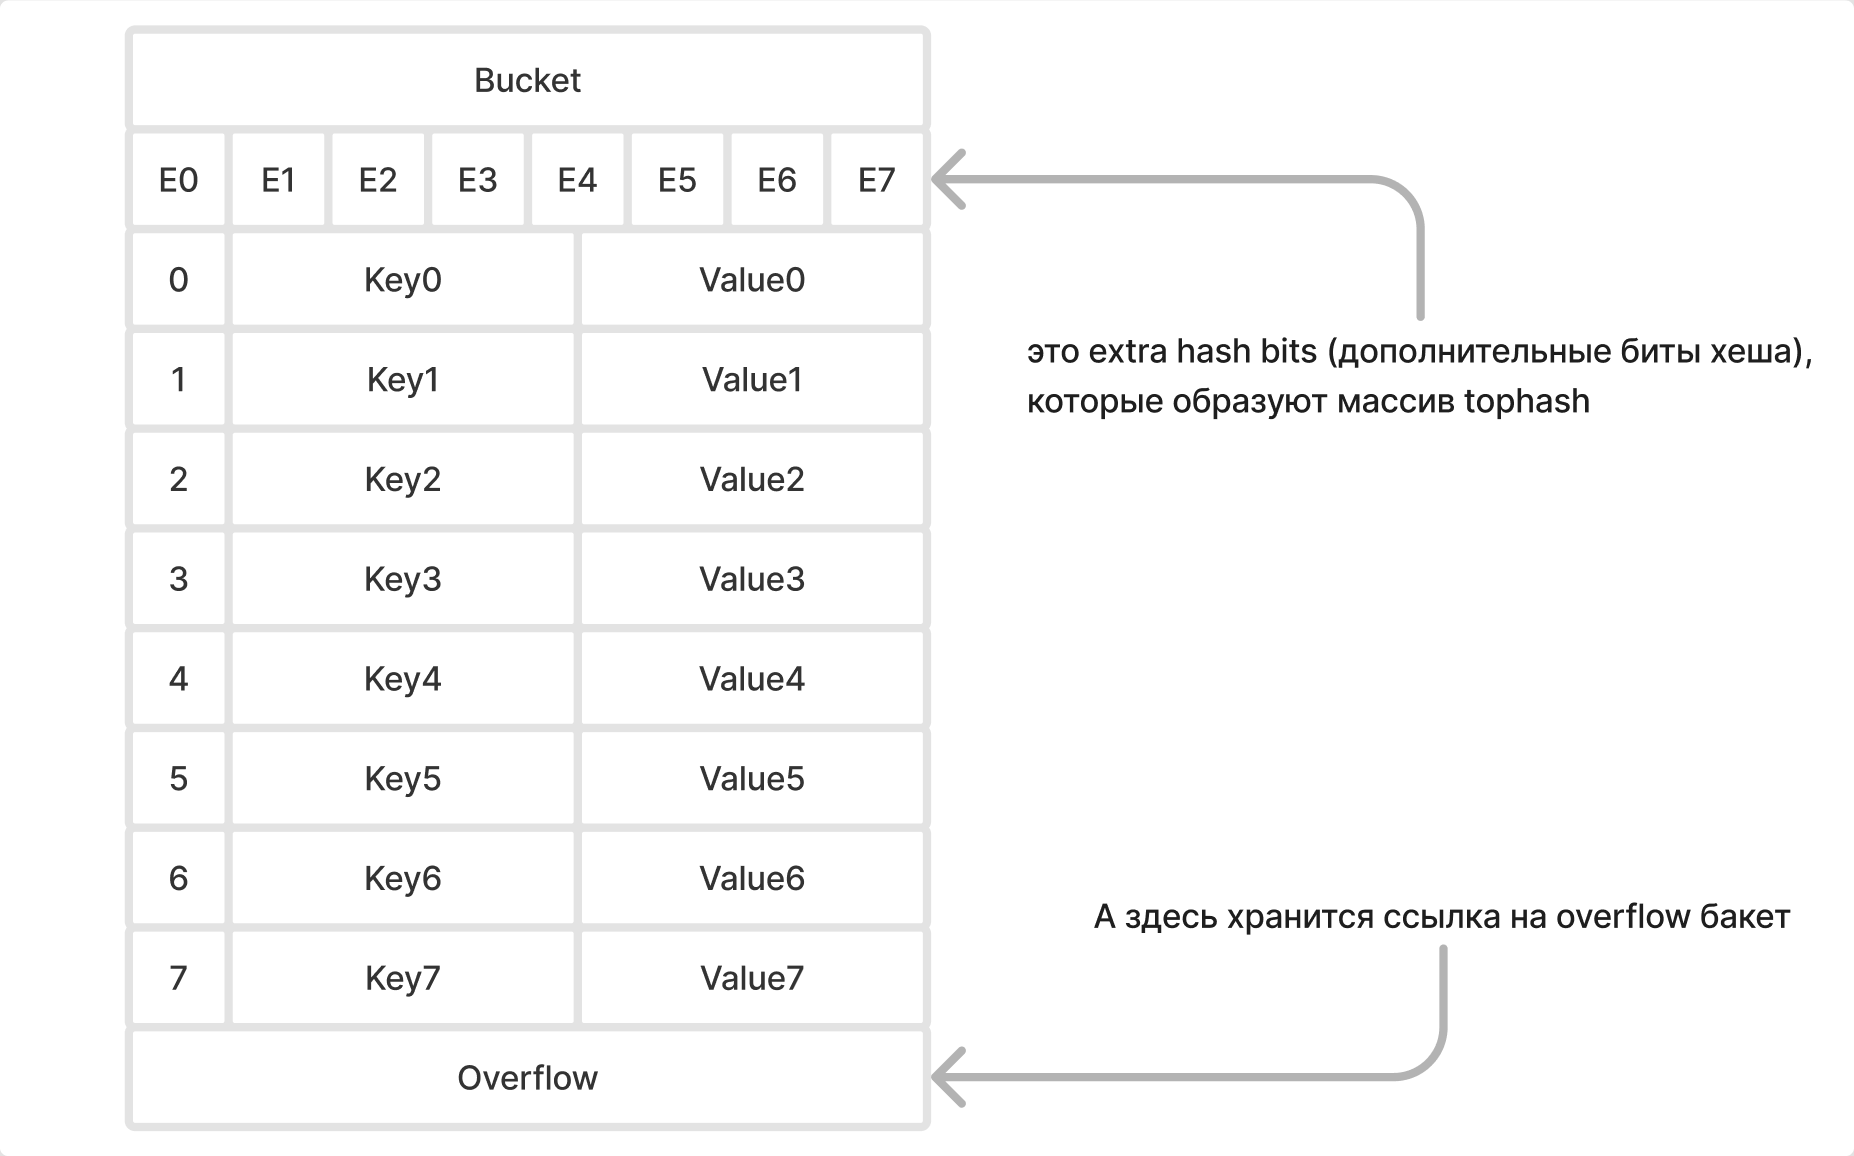 Bucket
E0 E1 E2 E3 E4 E5 E6 E7
0 Key0 Value0
1 Key1 Value1
2 Key2 Value2
3 Key3 Value3
4 Key4 Value4
5 Key5 Value5
6 Key6 Value6
7 Key7 Value7
Overflow
это extra hash bits (дополнительные биты хеша),
которые образуют массив tophash
А здесь хранится ссылка на overflow бакет